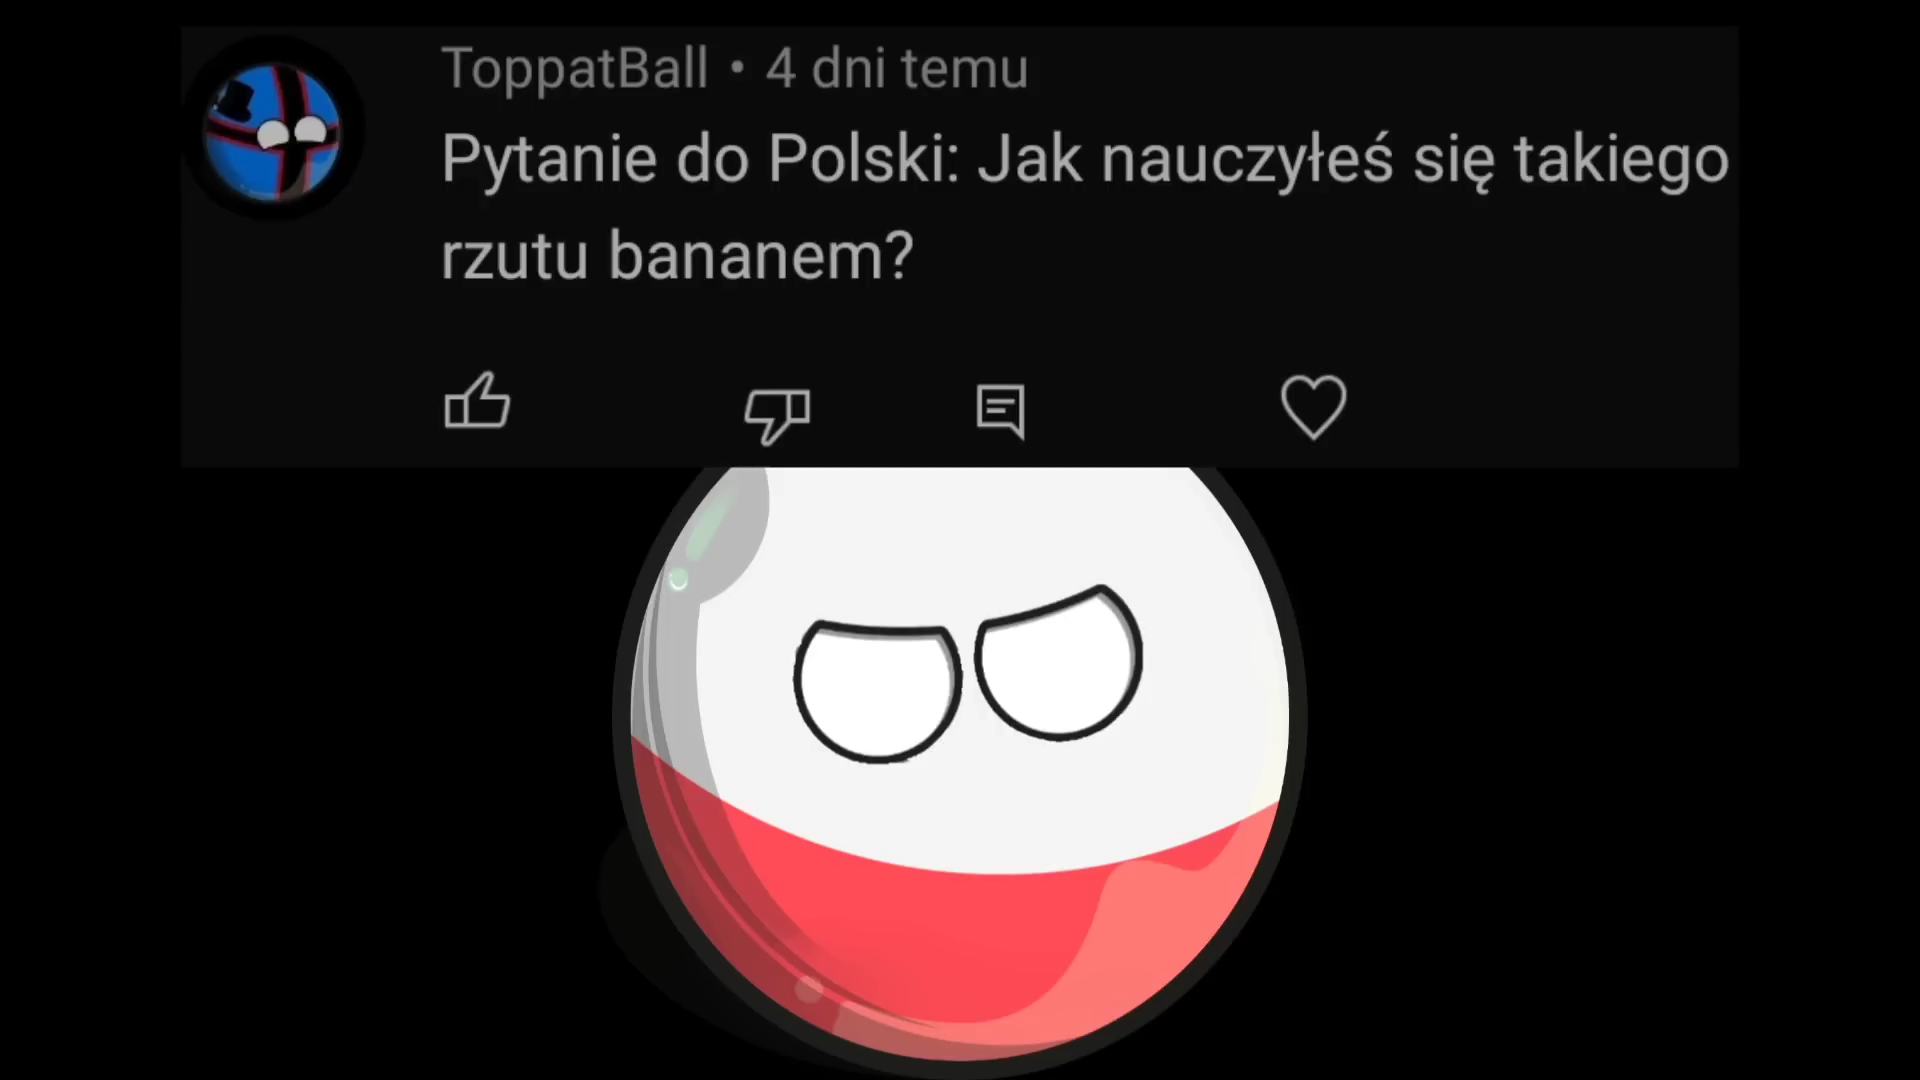 ToppatBall • 4 dni temu
Pytanie do Polski: Jak nauczyłeś się takiego
rzutu bananem?